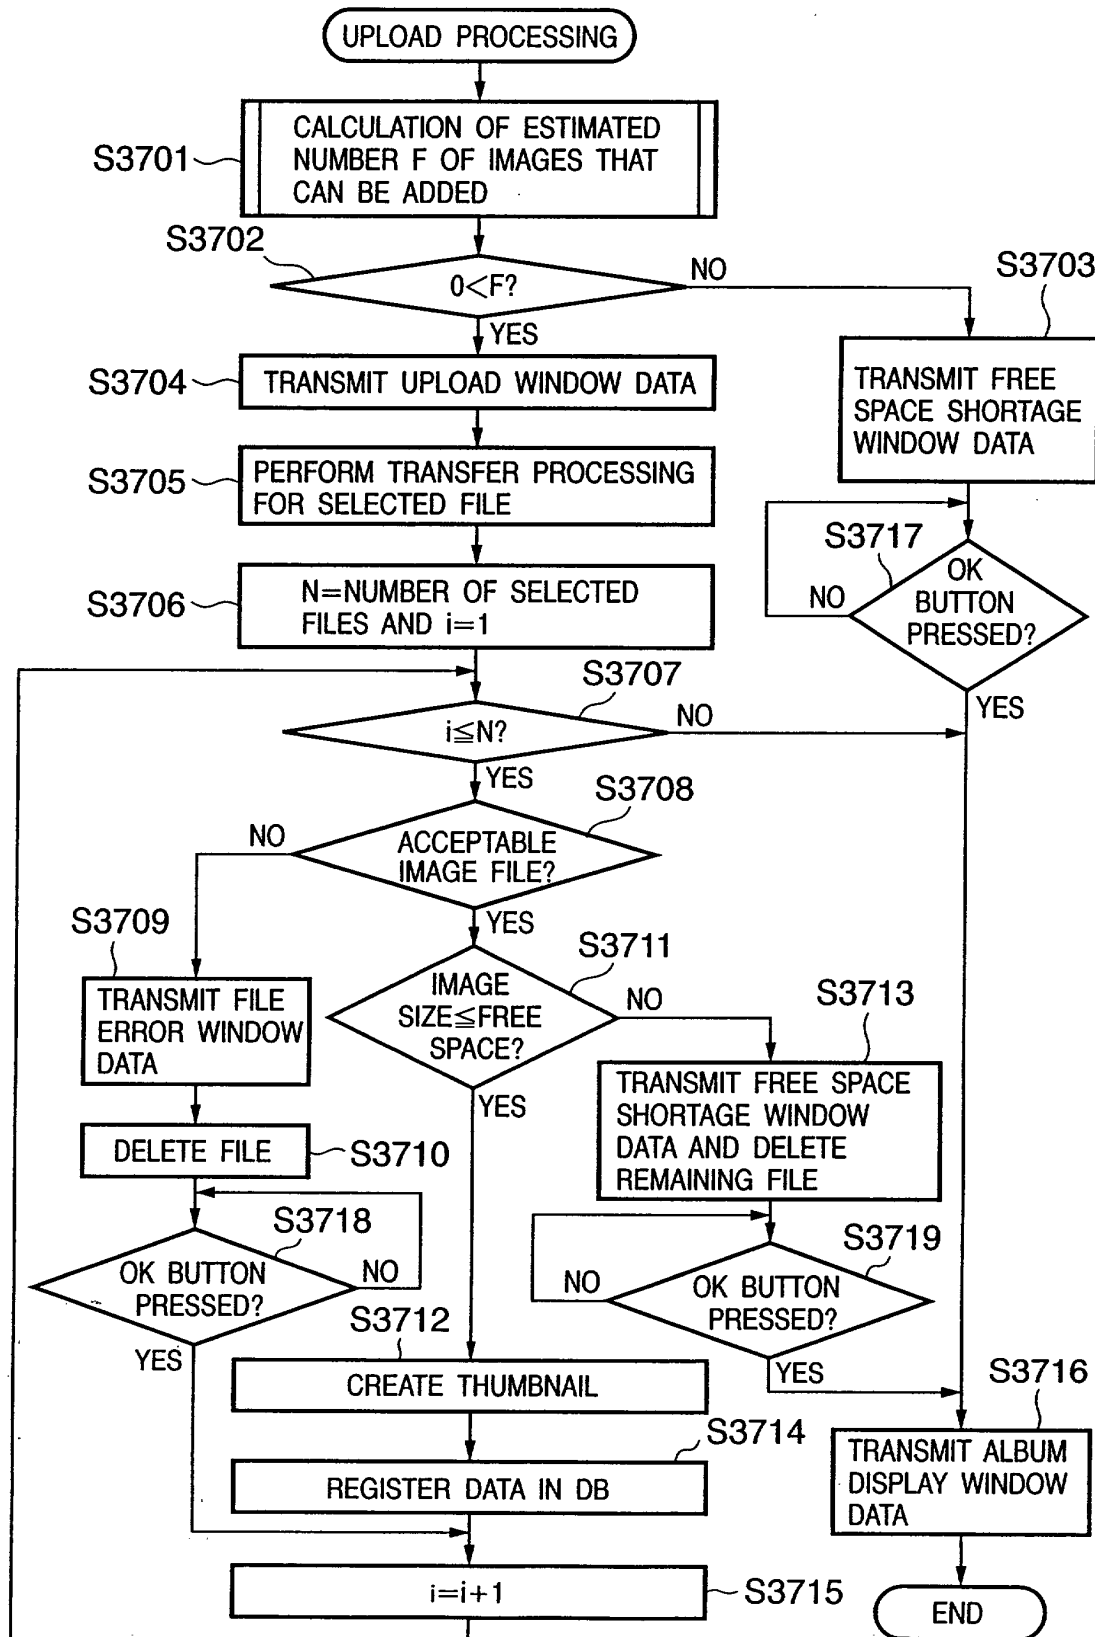 UPLOAD PROCESSING
S3701
CALCULATION OF ESTIMATED
NUMBER F OF IMAGES THAT
CAN BE ADDED
S3702
0<F?
NO
YES
S3703
TRANSMIT FREE
SPACE SHORTAGE
WINDOW DATA
S3704
TRANSMIT UPLOAD WINDOW DATA
S3705
PERFORM TRANSFER PROCESSING
FOR SELECTED FILE
S3717
OK
BUTTON
PRESSED?
NO
YES
S3706
N=NUMBER OF SELECTED
FILES AND i=1
S3707
i≦N?
NO
YES
S3708
ACCEPTABLE
IMAGE FILE?
NO
YES
S3709
TRANSMIT FILE
ERROR WINDOW
DATA
S3711
IMAGE
SIZE≦FREE
SPACE?
NO
YES
S3713
TRANSMIT FREE SPACE
SHORTAGE WINDOW
DATA AND DELETE
REMAINING FILE
DELETE FILE
S3710
S3718
OK BUTTON
PRESSED?
NO
YES
S3719
OK BUTTON
PRESSED?
NO
YES
S3712
CREATE THUMBNAIL
S3714
REGISTER DATA IN DB
S3716
TRANSMIT ALBUM
DISPLAY WINDOW
DATA
i=i+1
S3715
END